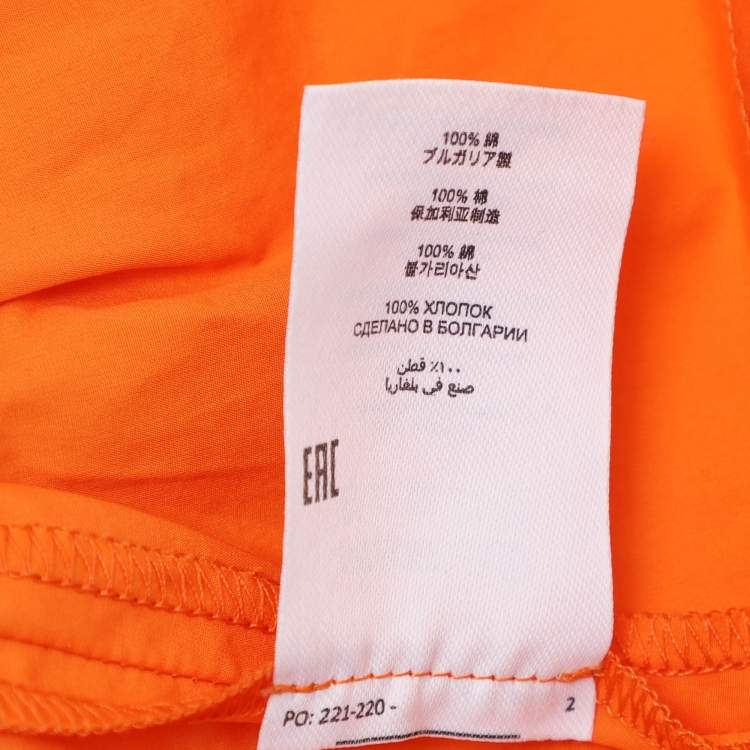 100% 綿
ブルガリア製
100% 棉
保加利亚制造
100% 綿
불가리아산
100% ХЛОПОК
СДЕЛАНО В БОЛГАРИИ
٪١٠٠ قطن
صنع في بلغاريا
EAC
PO: 221-220 - 2